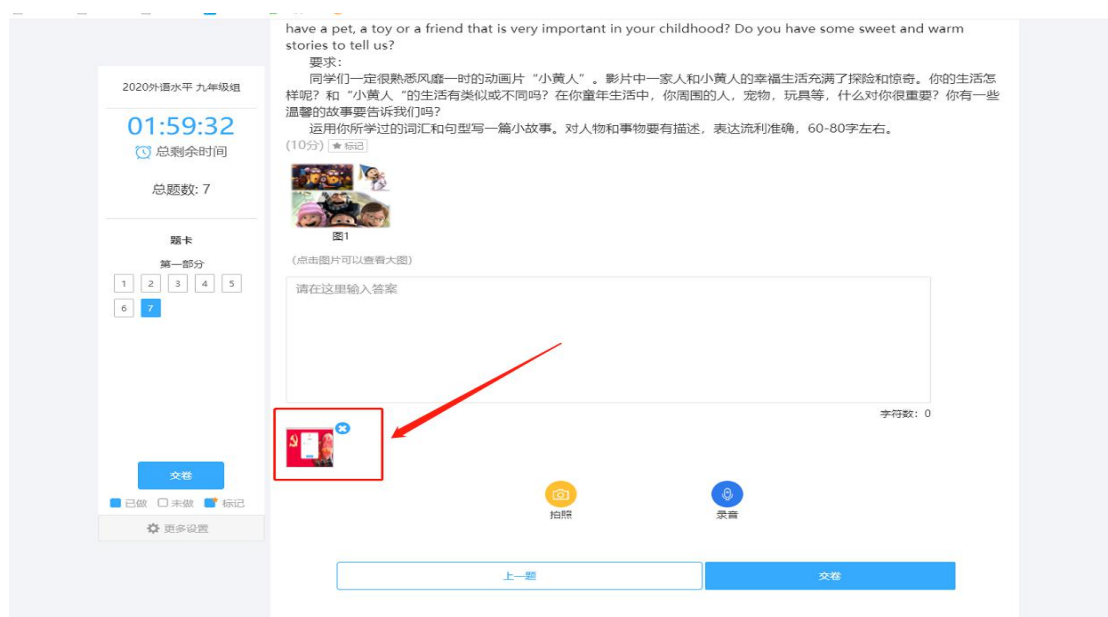 have a pet, a toy or a friend that is very important in your childhood? Do you have some sweet and warm
stories to tell us?
要求：
同学们一定很熟悉风靡一时的动画片“小黄人”。影片中一家人和小黄人的幸福生活充满了探险和惊奇。你的生活怎
样呢？和“小黄人“的生活有类似或不同吗？在你童年生活中，你周围的人，宠物，玩具等，什么对你很重要？你有一些
温馨的故事要告诉我们吗？
运用你所学过的词汇和句型写一篇小故事。对人物和事物要有描述，表达流利准确，60-80字左右。
(10分) ★标记
图1
(点击图片可以查看大图)
请在这里输入答案
字符数：0
拍照
录音
上一题
交卷
2020外语水平 九年级组
01:59:32
总剩余时间
总题数: 7
题卡
第一部分
1 2 3 4 5
6 7
交卷
已做 未做 标记
更多设置